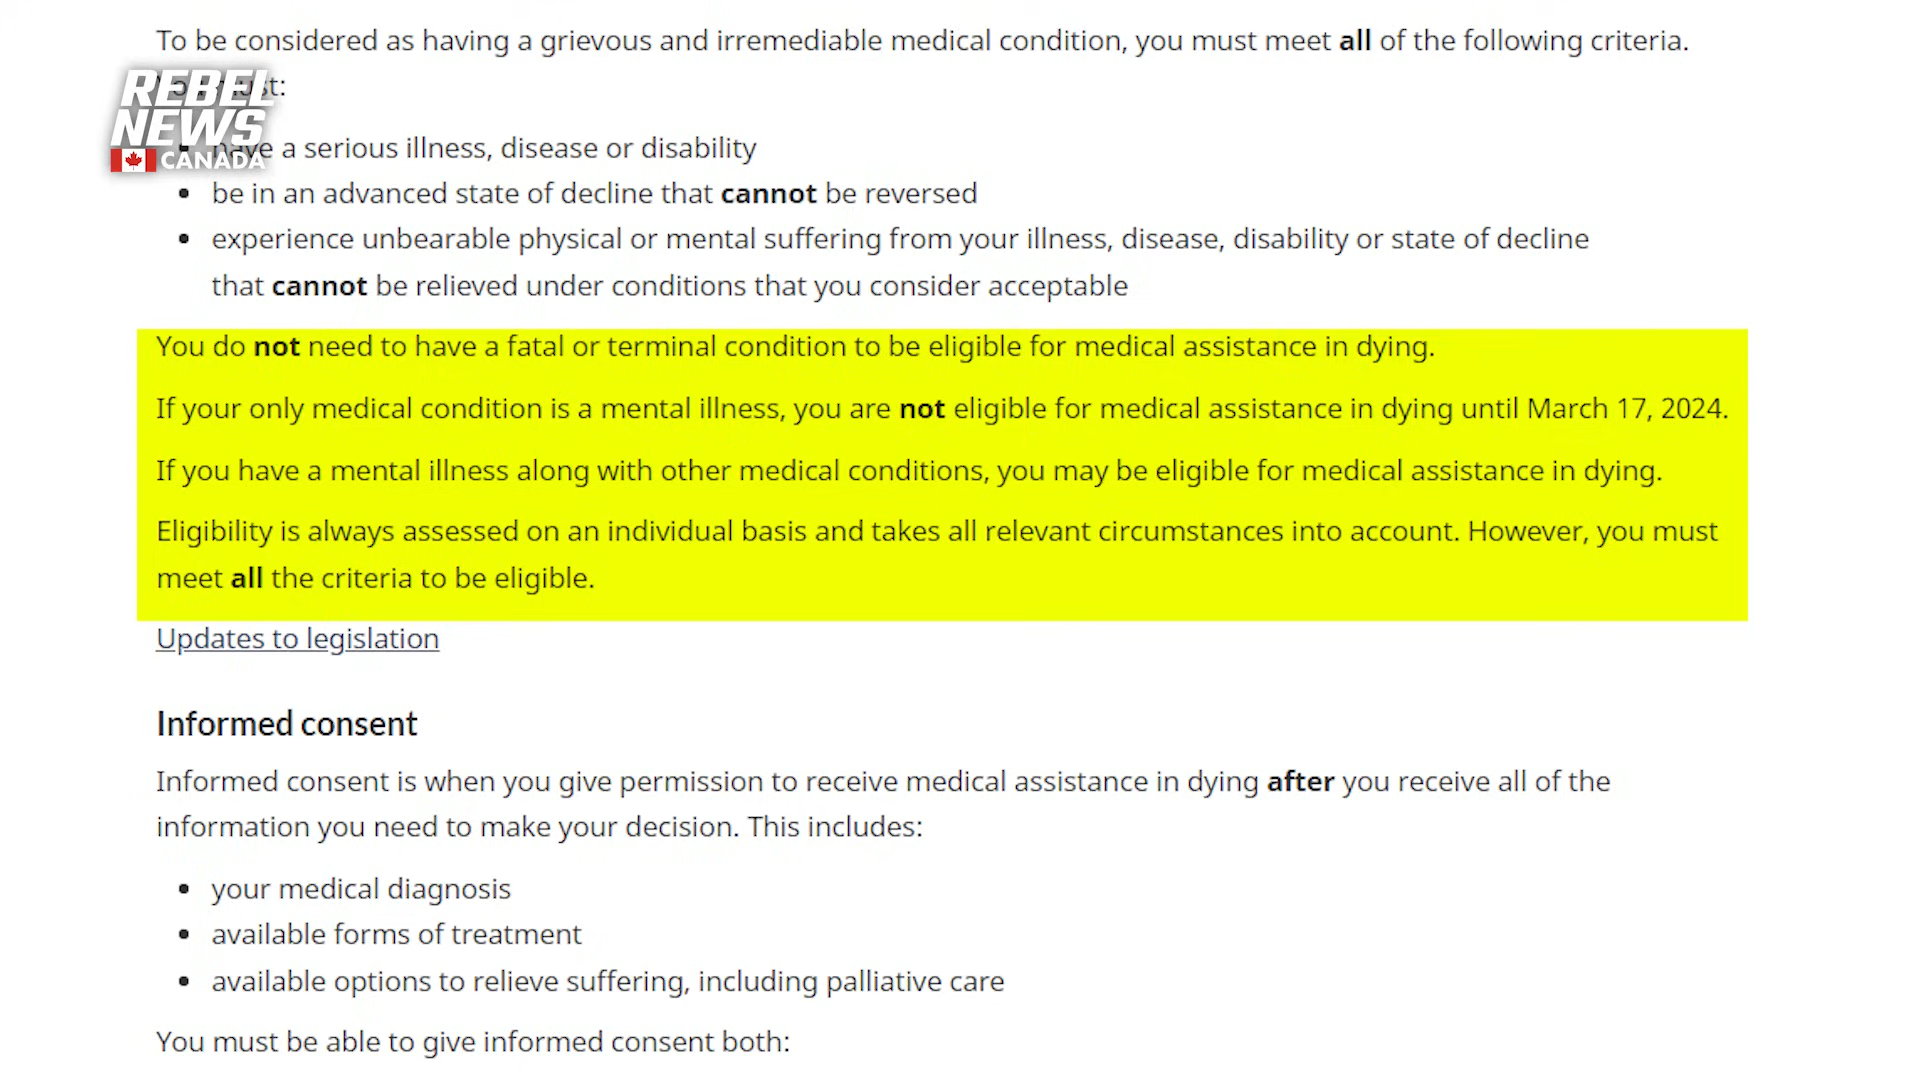 To be considered as having a grievous and irremediable medical condition, you must meet all of the following criteria.
You must:
REBEL
NEWS
CANADA
• have a serious illness, disease or disability
• be in an advanced state of decline that cannot be reversed
• experience unbearable physical or mental suffering from your illness, disease, disability or state of decline
that cannot be relieved under conditions that you consider acceptable
You do not need to have a fatal or terminal condition to be eligible for medical assistance in dying.
If your only medical condition is a mental illness, you are not eligible for medical assistance in dying until March 17, 2024.
If you have a mental illness along with other medical conditions, you may be eligible for medical assistance in dying.
Eligibility is always assessed on an individual basis and takes all relevant circumstances into account. However, you must
meet all the criteria to be eligible.
Updates to legislation
Informed consent
Informed consent is when you give permission to receive medical assistance in dying after you receive all of the
information you need to make your decision. This includes:
• your medical diagnosis
• available forms of treatment
• available options to relieve suffering, including palliative care
You must be able to give informed consent both: